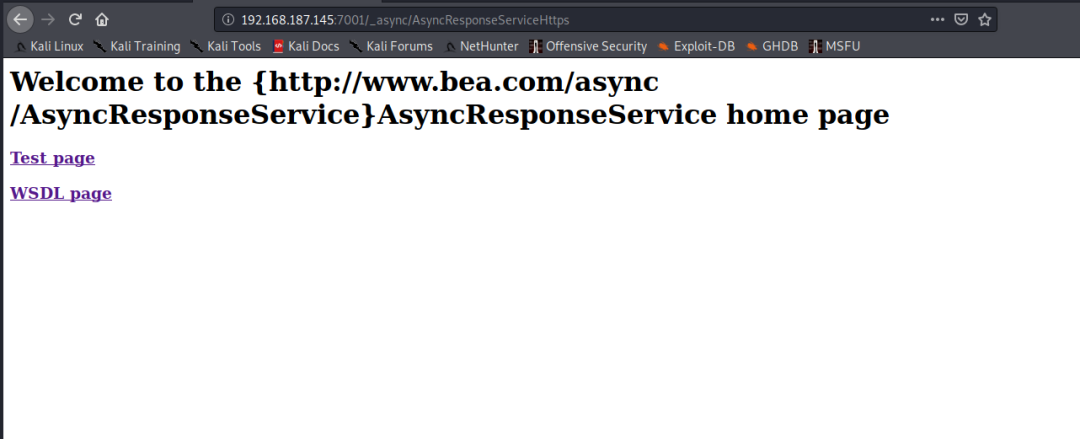 192.168.187.145:7001/_async/AsyncResponseServiceHttps
Kali Linux Kali Training Kali Tools Kali Docs Kali Forums NetHunter Offensive Security Exploit-DB GHDB MSFU
Welcome to the {http://www.bea.com/async
/AsyncResponseService}AsyncResponseService home page
Test page
WSDL page